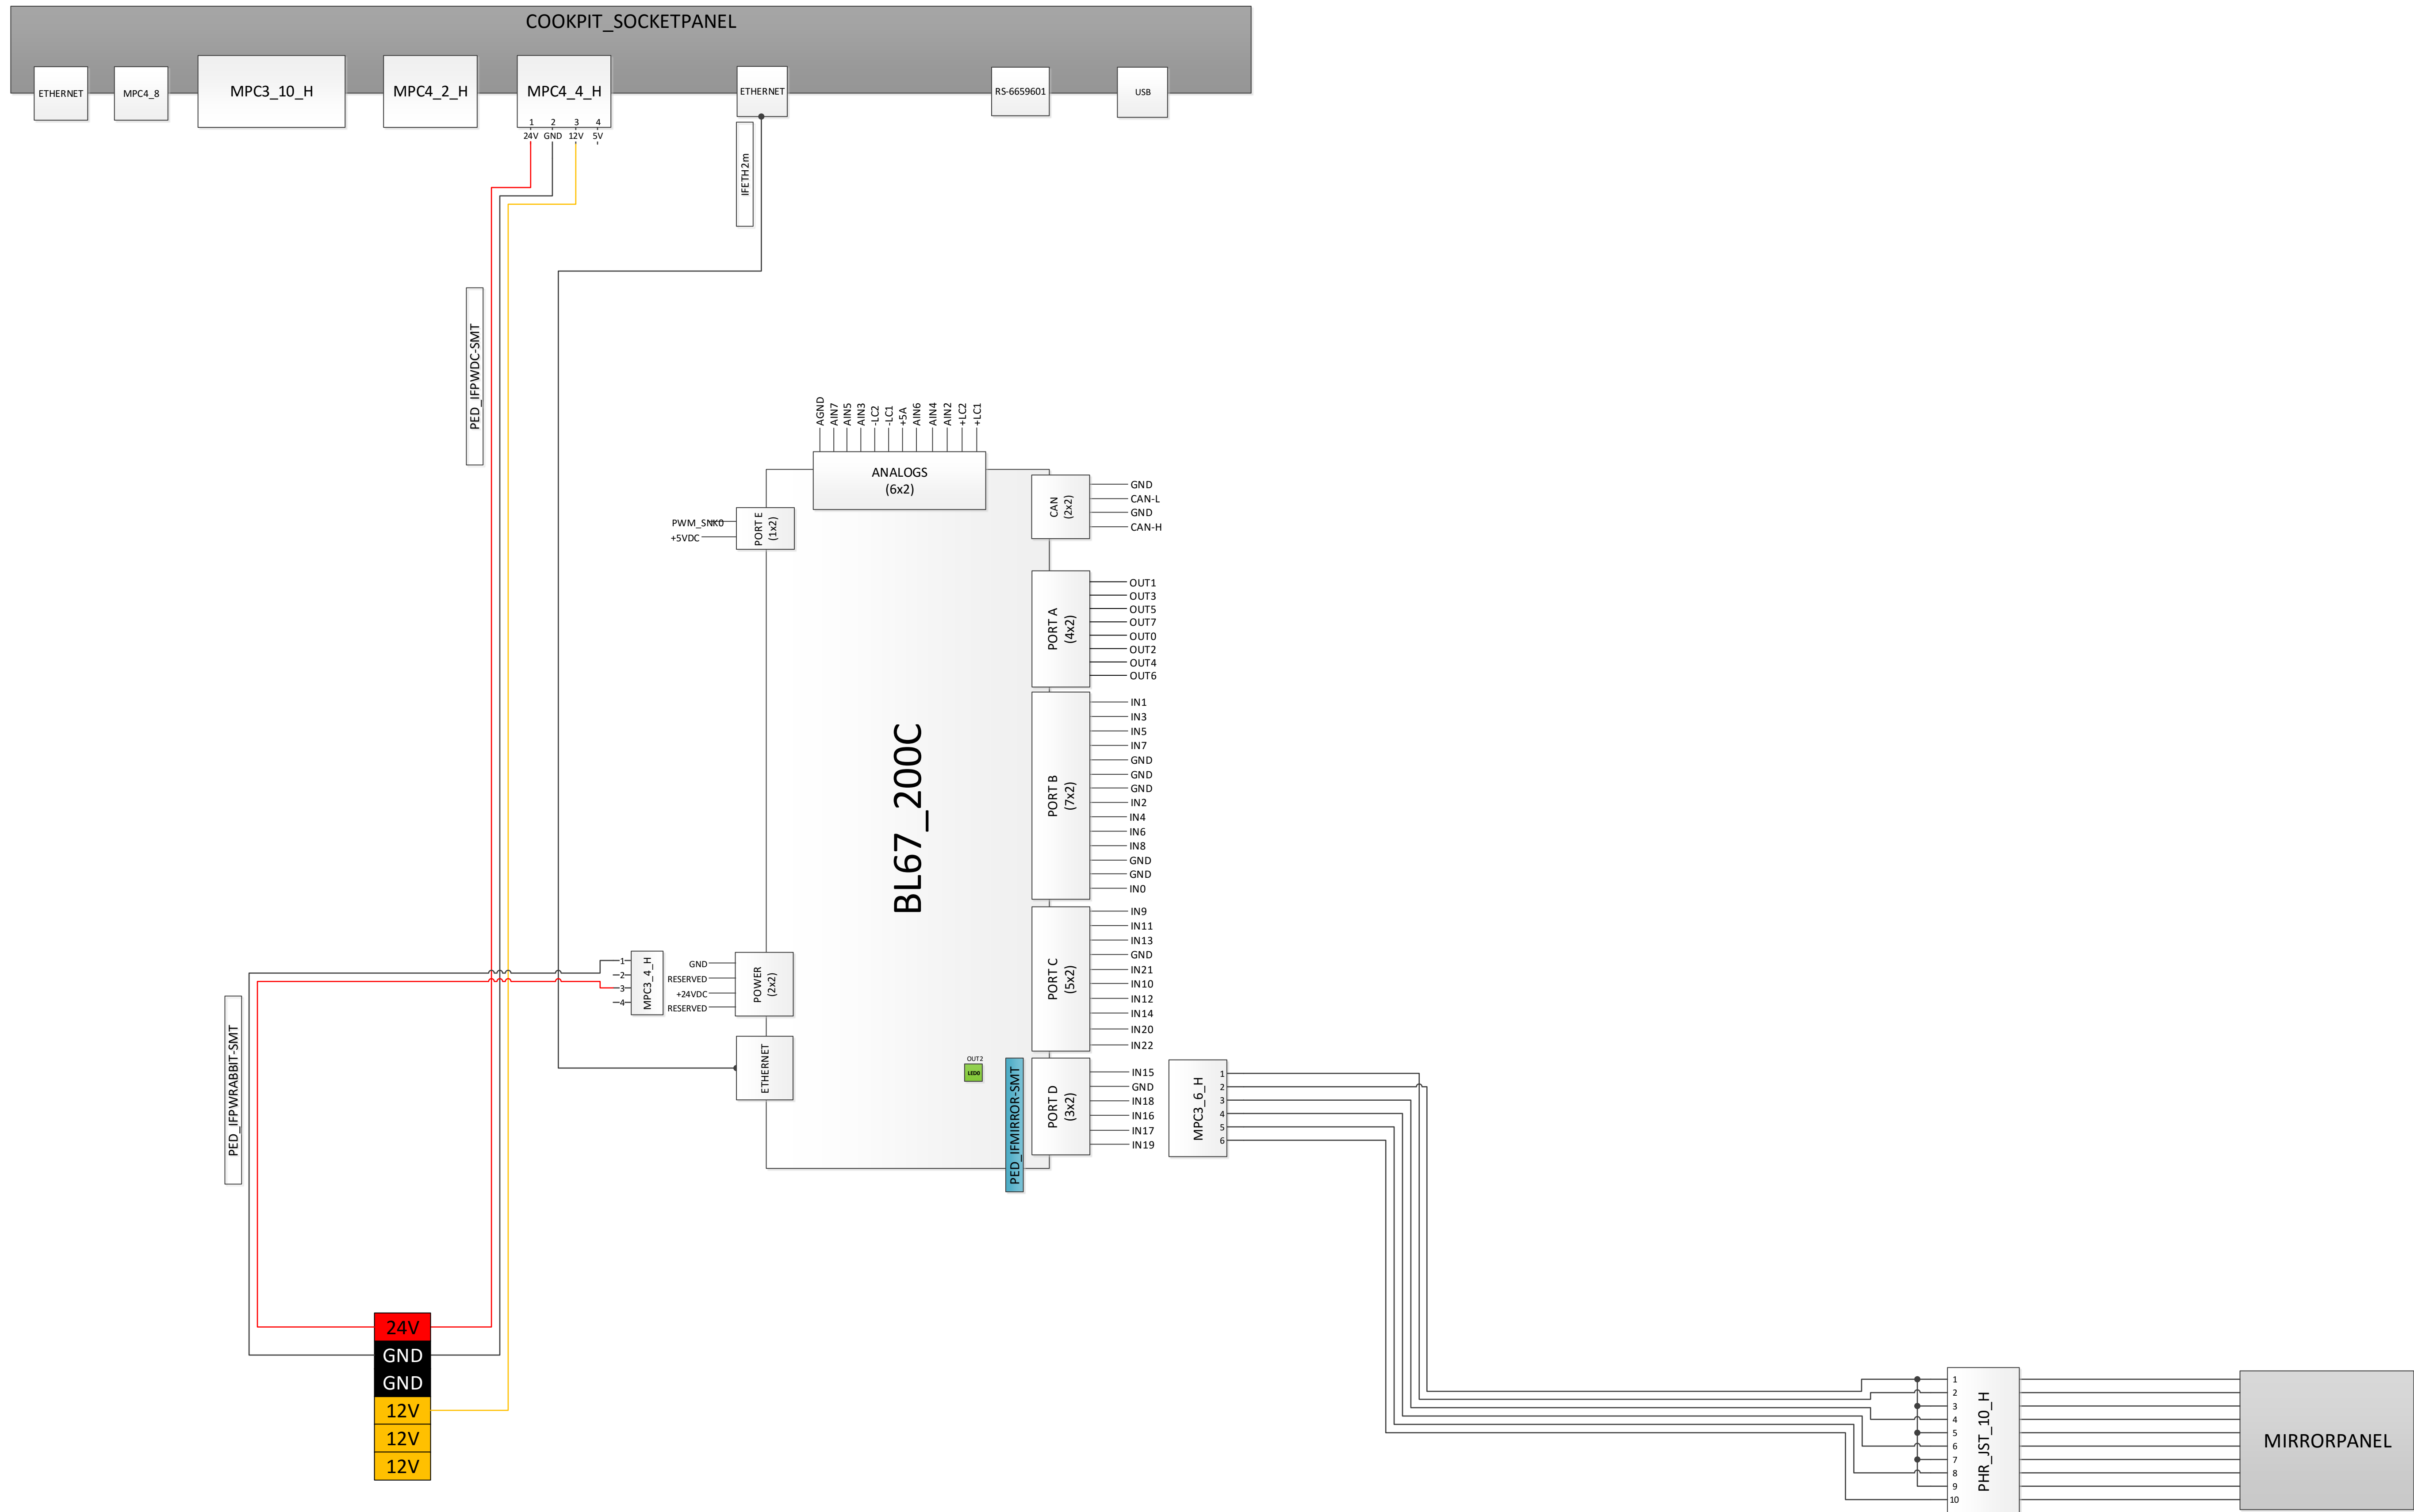 COOKPIT_SOCKETPANEL
ETHERNET
MPC4_8
MPC3_10_H
MPC4_2_H
MPC4_4_H
1 2 3 4
24V GND 12V 5V
ETHERNET
RS-6659601
USB
IFETH2m
PED_IFPWDC-SMT
AGND
AIN7
AIN5
AIN3
-LC2
-LC1
+5A
AIN6
AIN4
AIN2
+LC2
+LC1
ANALOGS
(6x2)
PWM_SNK0
+5VDC
PORT E
(1x2)
CAN
(2x2)
GND
CAN-L
GND
CAN-H
PORT A
(4x2)
OUT1
OUT3
OUT5
OUT7
OUT0
OUT2
OUT4
OUT6
BL67_200C
PORT B
(7x2)
IN1
IN3
IN5
IN7
GND
GND
GND
IN2
IN4
IN6
IN8
GND
GND
IN0
PORT C
(5x2)
IN9
IN11
IN13
GND
IN21
IN10
IN12
IN14
IN20
IN22
1
2
3
4
MPC3_4_H
GND
RESERVED
+24VDC
RESERVED
POWER
(2x2)
ETHERNET
OUT2
LED0
PED_IFMIRROR-SMT
PORT D
(3x2)
IN15
GND
IN18
IN16
IN17
IN19
MPC3_6_H
1
2
3
4
5
6
PED_IFPWRABBIT-SMT
24V
GND
GND
12V
12V
12V
1
2
3
4
5
6
7
8
9
10
PHR_JST_10_H
MIRRORPANEL